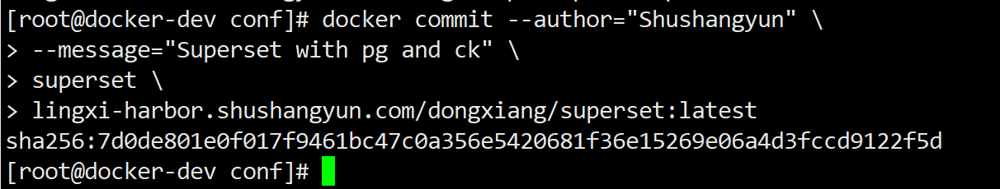 [root@docker-dev conf]# docker commit --author="Shushangyun" \
> --message="Superset with pg and ck" \
> superset \
> lingxi-harbor.shushangyun.com/dongxiang/superset:latest
sha256:7d0de801e0f017f9461bc47c0a356e5420681f36e15269e06a4d3fccd9122f5d
[root@docker-dev conf]#